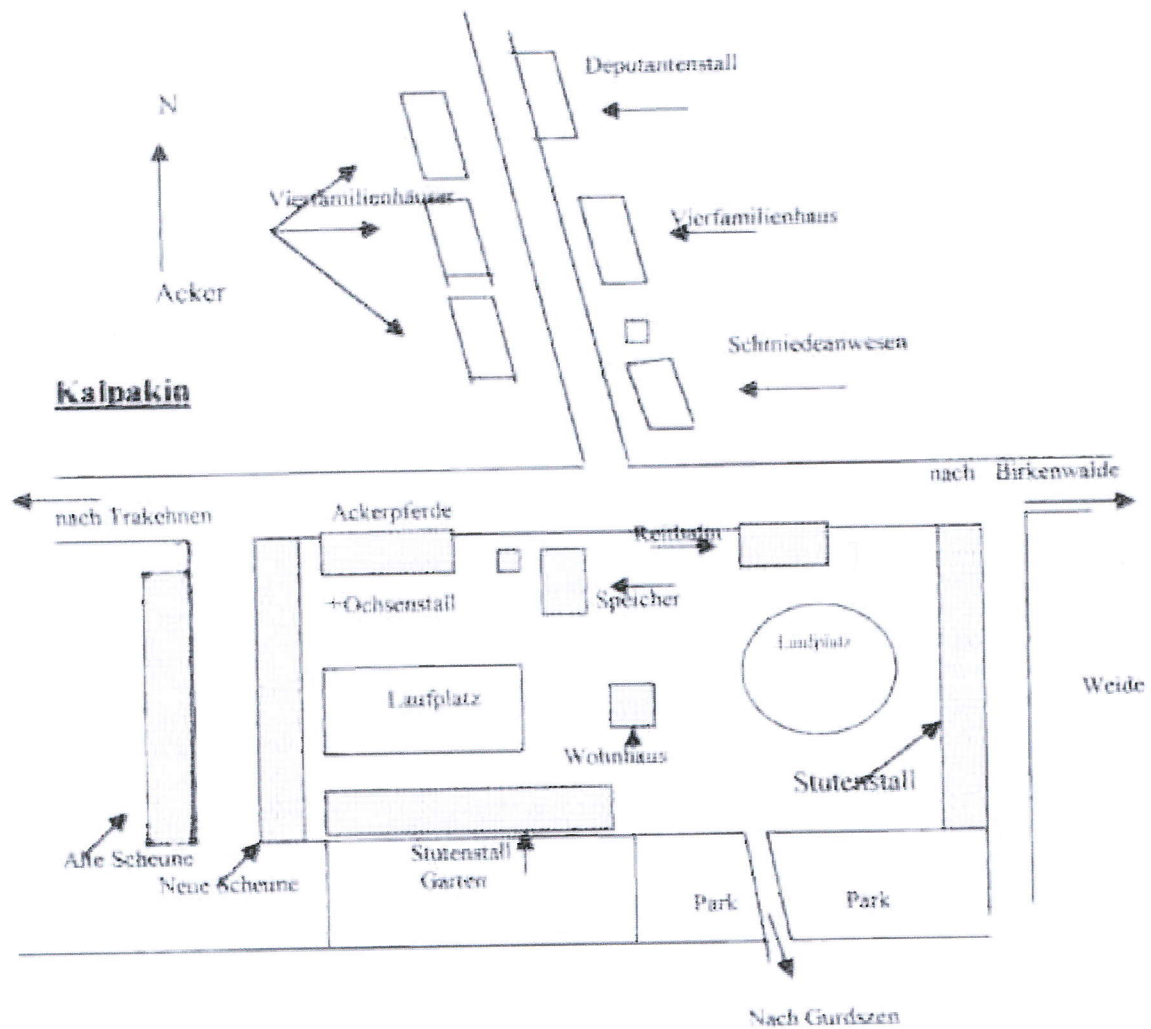 Deputantenstall
N
Vierfamilienhäuser
Vierfamilienhaus
Acker
Schmiedeanwesen
Kalpakin
nach Birkenwalde
nach Trakehnen
Ackerpferde
Reitbahn
+Ochsenstall
Speicher
Laufplatz
Laufplatz
Weide
Wohnhaus
Stutenstall
Alte Scheune
Neue Scheune
Stutenstall
Garten
Park
Park
Nach Gurdszen